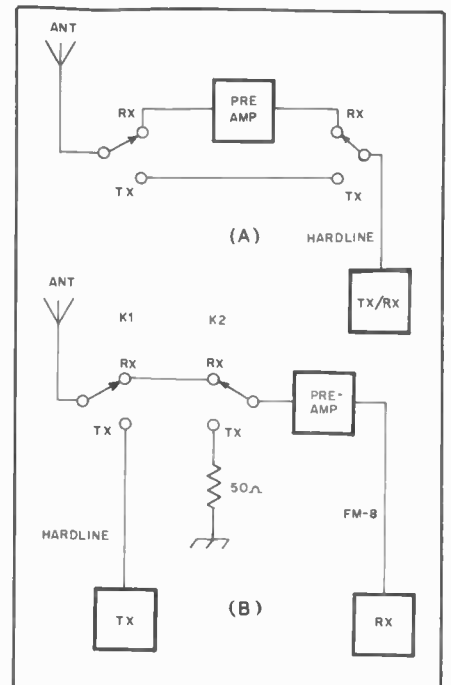 ANT
RX
PRE
AMP
RX
TX
TX
(A)
HARDLINE
TX/RX
ANT
K1
K2
RX
RX
PRE-
AMP
TX
TX
50Ω
HARDLINE
FM-8
TX
(B)
RX